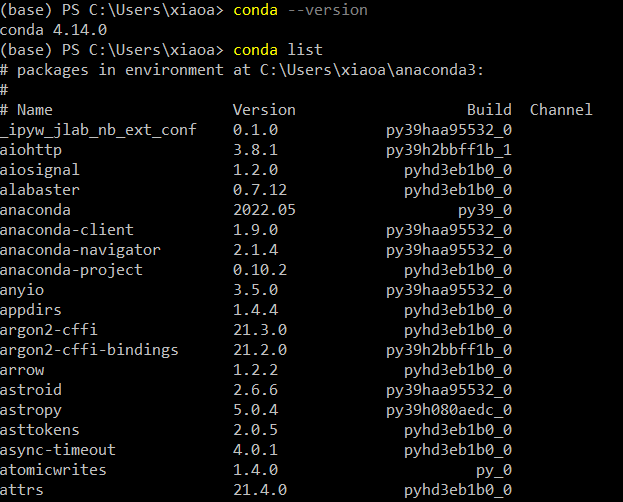 (base) PS C:\Users\xiaoa> conda --version
conda 4.14.0
(base) PS C:\Users\xiaoa> conda list
# packages in environment at C:\Users\xiaoa\anaconda3:
#
# Name                    Version                   Build  Channel
_ipyw_jlab_nb_ext_conf    0.1.0            py39haa95532_0
aiohttp                   3.8.1            py39h2bbff1b_1
aiosignal                 1.2.0              pyhd3eb1b0_0
alabaster                 0.7.12             pyhd3eb1b0_0
anaconda                  2022.05                  py39_0
anaconda-client           1.9.0            py39haa95532_0
anaconda-navigator        2.1.4            py39haa95532_0
anaconda-project          0.10.2             pyhd3eb1b0_0
anyio                     3.5.0            py39haa95532_0
appdirs                   1.4.4              pyhd3eb1b0_0
argon2-cffi               21.3.0             pyhd3eb1b0_0
argon2-cffi-bindings      21.2.0           py39h2bbff1b_0
arrow                     1.2.2              pyhd3eb1b0_0
astroid                   2.6.6            py39haa95532_0
astropy                   5.0.4            py39h080aedc_0
asttokens                 2.0.5              pyhd3eb1b0_0
async-timeout             4.0.1              pyhd3eb1b0_0
atomicwrites              1.4.0                      py_0
attrs                     21.4.0             pyhd3eb1b0_0